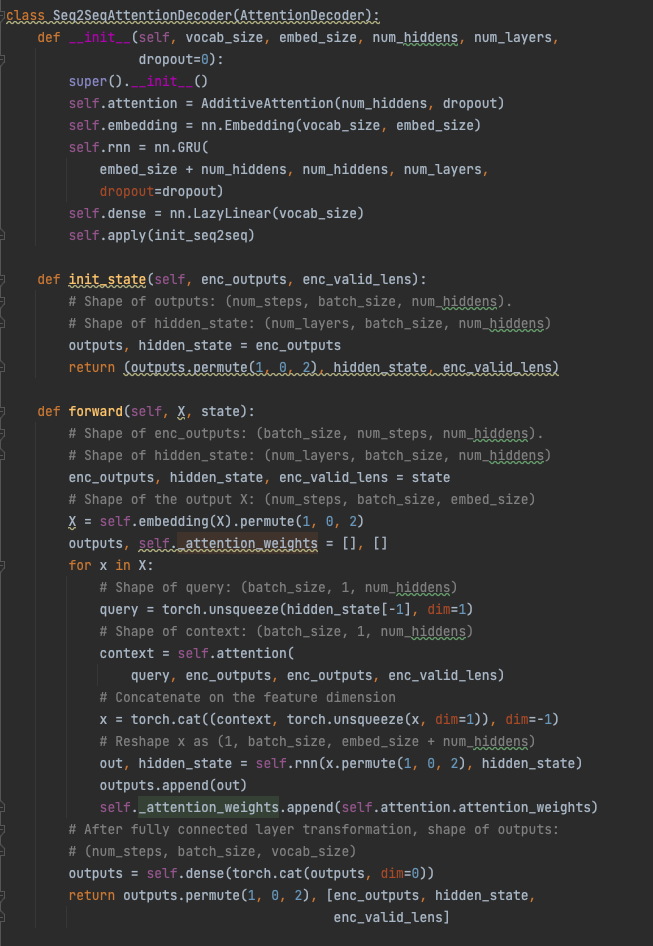 class Seq2SeqAttentionDecoder(AttentionDecoder):
    def __init__(self, vocab_size, embed_size, num_hiddens, num_layers,
                 dropout=0):
        super().__init__()
        self.attention = AdditiveAttention(num_hiddens, dropout)
        self.embedding = nn.Embedding(vocab_size, embed_size)
        self.rnn = nn.GRU(
            embed_size + num_hiddens, num_hiddens, num_layers,
            dropout=dropout)
        self.dense = nn.LazyLinear(vocab_size)
        self.apply(init_seq2seq)

    def init_state(self, enc_outputs, enc_valid_lens):
        # Shape of outputs: (num_steps, batch_size, num_hiddens).
        # Shape of hidden_state: (num_layers, batch_size, num_hiddens)
        outputs, hidden_state = enc_outputs
        return (outputs.permute(1, 0, 2), hidden_state, enc_valid_lens)

    def forward(self, X, state):
        # Shape of enc_outputs: (batch_size, num_steps, num_hiddens).
        # Shape of hidden_state: (num_layers, batch_size, num_hiddens)
        enc_outputs, hidden_state, enc_valid_lens = state
        # Shape of the output X: (num_steps, batch_size, embed_size)
        X = self.embedding(X).permute(1, 0, 2)
        outputs, self._attention_weights = [], []
        for x in X:
            # Shape of query: (batch_size, 1, num_hiddens)
            query = torch.unsqueeze(hidden_state[-1], dim=1)
            # Shape of context: (batch_size, 1, num_hiddens)
            context = self.attention(
                query, enc_outputs, enc_outputs, enc_valid_lens)
            # Concatenate on the feature dimension
            x = torch.cat((context, torch.unsqueeze(x, dim=1)), dim=-1)
            # Reshape x as (1, batch_size, embed_size + num_hiddens)
            out, hidden_state = self.rnn(x.permute(1, 0, 2), hidden_state)
            outputs.append(out)
            self._attention_weights.append(self.attention.attention_weights)
        # After fully connected layer transformation, shape of outputs:
        # (num_steps, batch_size, vocab_size)
        outputs = self.dense(torch.cat(outputs, dim=0))
        return outputs.permute(1, 0, 2), [enc_outputs, hidden_state,
                                          enc_valid_lens]